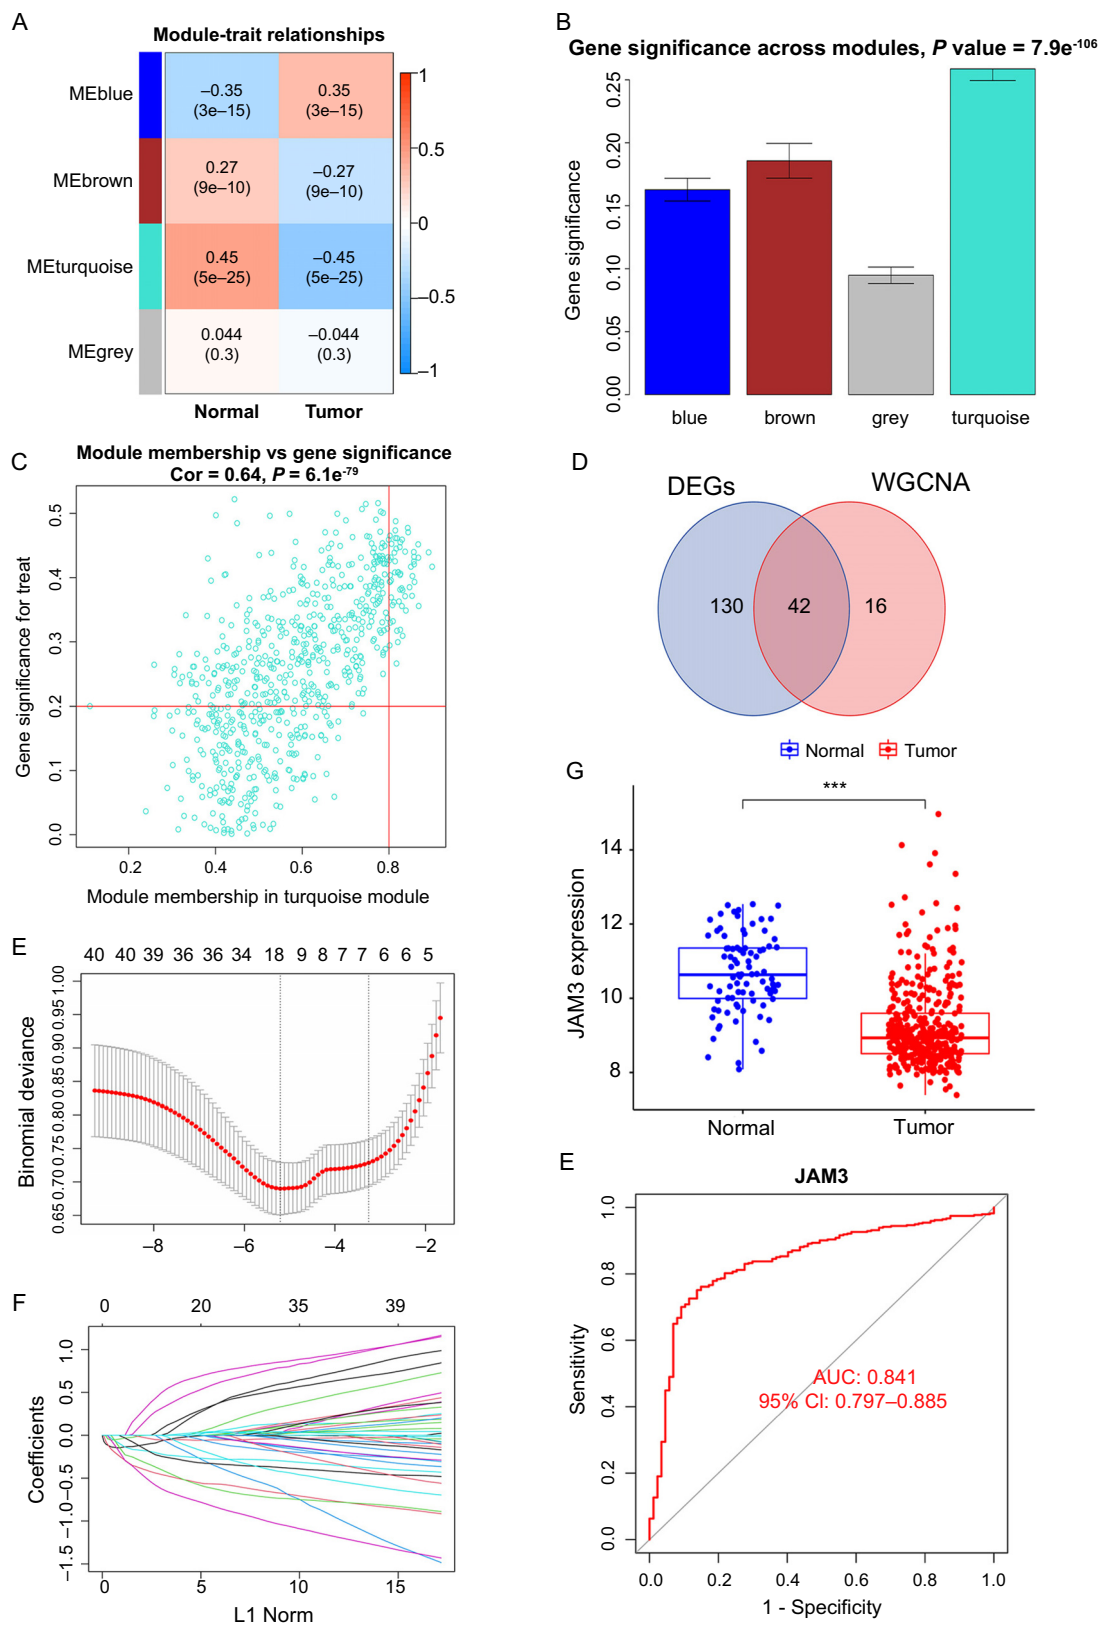 A
Module-trait relationships
MEblue
–0.35
(3e–15)
0.35
(3e–15)
MEbrown
0.27
(9e–10)
–0.27
(9e–10)
MEturquoise
0.45
(5e–25)
–0.45
(5e–25)
MEgrey
0.044
(0.3)
–0.044
(0.3)
Normal
Tumor
1
0.5
0
–0.5
–1
B
Gene significance across modules, P value = 7.9e-106
Gene significance
0.25
0.20
0.15
0.10
0.05
0.00
blue
brown
grey
turquoise
C
Module membership vs gene significance
Cor = 0.64, P = 6.1e-79
Gene significance for treat
0.5
0.4
0.3
0.2
0.1
0.0
0.2 0.4 0.6 0.8
Module membership in turquoise module
D
DEGs
WGCNA
130
42
16
G
Normal
Tumor
***
JAM3 expression
14
12
10
8
Normal
Tumor
E
40 40 39 36 36 34 18 9 8 7 7 6 6 5
Binomial deviance
1.00
0.95
0.90
0.85
0.80
0.75
0.70
0.65
–8 –6 –4 –2
F
0 20 35 39
Coefficients
1.0
0.5
0.0
–0.5
–1.0
–1.5
0 5 10 15
L1 Norm
E
JAM3
Sensitivity
1.0
0.8
0.6
0.4
0.2
0.0
AUC: 0.841
95% CI: 0.797–0.885
0.0 0.2 0.4 0.6 0.8 1.0
1 - Specificity